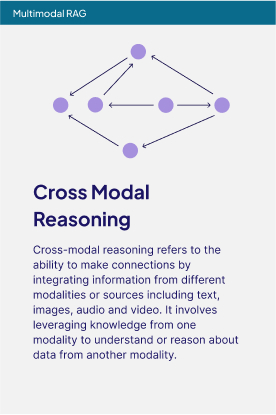 Multimodal RAG
Cross Modal
Reasoning
Cross-modal reasoning refers to the
ability to make connections by
integrating information from different
modalities or sources including text,
images, audio and video. It involves
leveraging knowledge from one
modality to understand or reason about
data from another modality.